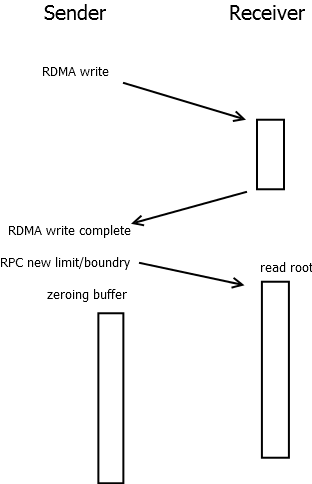 Sender
Receiver
RDMA write
RDMA write complete
RPC new limit/boundry
read root
zeroing buffer